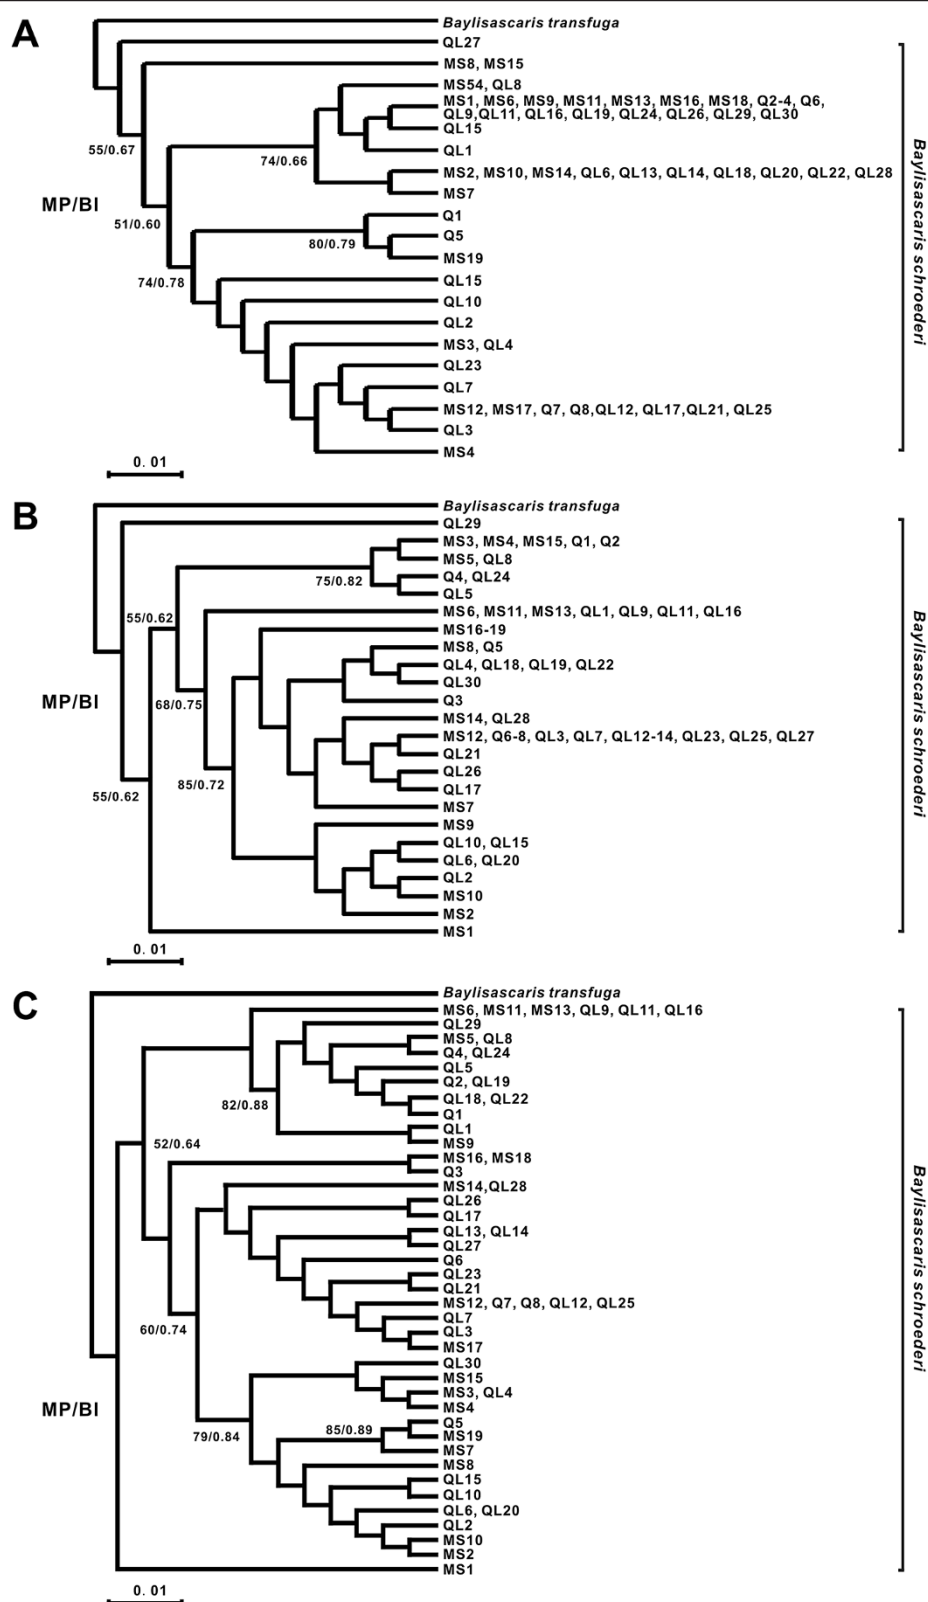 A
Baylisascaris transfuga
QL27
MS8, MS15
MS54, QL8
MS1, MS6, MS9, MS11, MS13, MS16, MS18, Q2-4, Q6,
QL9,QL11, QL16, QL19, QL24, QL26, QL29, QL30
QL15
QL1
MS2, MS10, MS14, QL6, QL13, QL14, QL18, QL20, QL22, QL28
MS7
Q1
Q5
MS19
QL15
QL10
QL2
MS3, QL4
QL23
QL7
MS12, MS17, Q7, Q8,QL12, QL17,QL21, QL25
QL3
MS4
55/0.67
74/0.66
MP/BI
51/0.60
80/0.79
74/0.78
Baylisascaris schroederi
0. 01
B
Baylisascaris transfuga
QL29
MS3, MS4, MS15, Q1, Q2
MS5, QL8
Q4, QL24
QL5
MS6, MS11, MS13, QL1, QL9, QL11, QL16
MS16-19
MS8, Q5
QL4, QL18, QL19, QL22
QL30
Q3
MS14, QL28
MS12, Q6-8, QL3, QL7, QL12-14, QL23, QL25, QL27
QL21
QL26
QL17
MS7
MS9
QL10, QL15
QL6, QL20
QL2
MS10
MS2
MS1
75/0.82
55/0.62
68/0.75
MP/BI
85/0.72
55/0.62
Baylisascaris schroederi
0. 01
C
Baylisascaris transfuga
MS6, MS11, MS13, QL9, QL11, QL16
QL29
MS5, QL8
Q4, QL24
QL5
Q2, QL19
QL18, QL22
Q1
QL1
MS9
MS16, MS18
Q3
MS14,QL28
QL26
QL17
QL13, QL14
QL27
Q6
QL23
QL21
MS12, Q7, Q8, QL12, QL25
QL7
QL3
MS17
QL30
MS15
MS3, QL4
MS4
Q5
MS19
MS7
MS8
QL15
QL10
QL6, QL20
QL2
MS10
MS2
MS1
82/0.88
52/0.64
60/0.74
MP/BI
79/0.84
85/0.89
Baylisascaris schroederi
0. 01